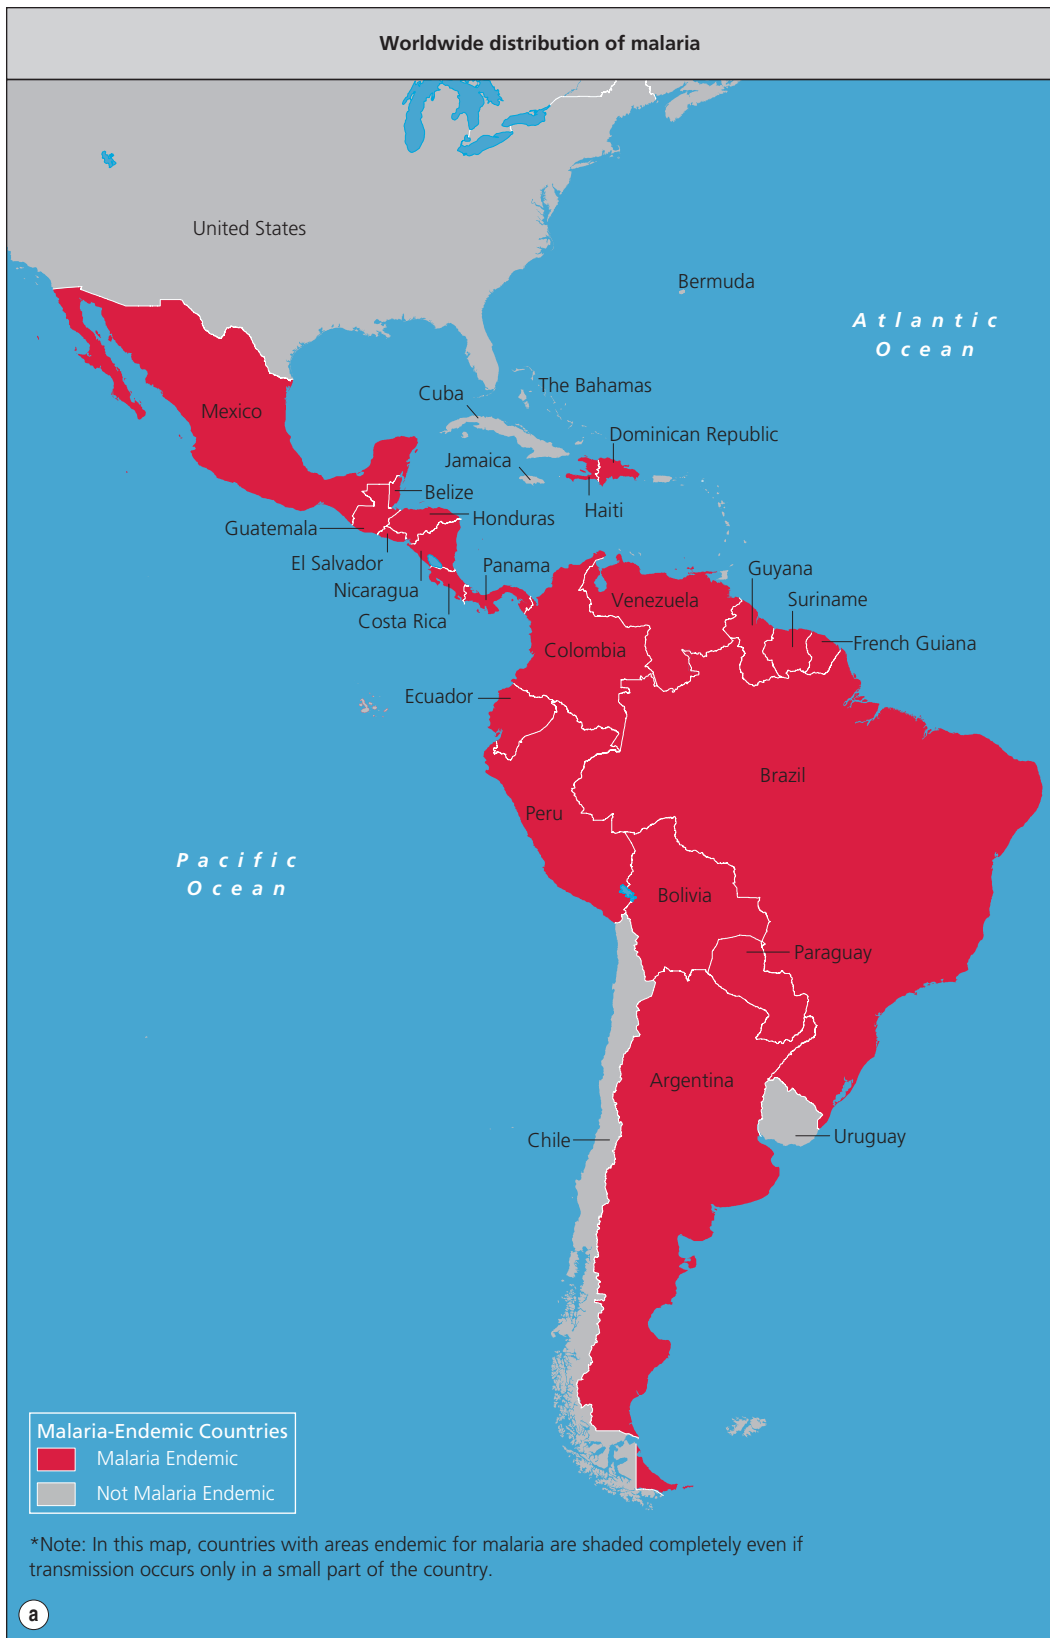 Worldwide distribution of malaria
United States
Bermuda
Atlantic
Ocean
The Bahamas
Cuba
Mexico
Dominican Republic
Jamaica
Belize
Haiti
Honduras
Guatemala
El Salvador
Panama
Guyana
Nicaragua
Suriname
Venezuela
Costa Rica
French Guiana
Colombia
Ecuador
Brazil
Peru
Pacific
Ocean
Bolivia
Paraguay
Argentina
Chile
Uruguay
Malaria-Endemic Countries
Malaria Endemic
Not Malaria Endemic
*Note: In this map, countries with areas endemic for malaria are shaded completely even if
transmission occurs only in a small part of the country.
a